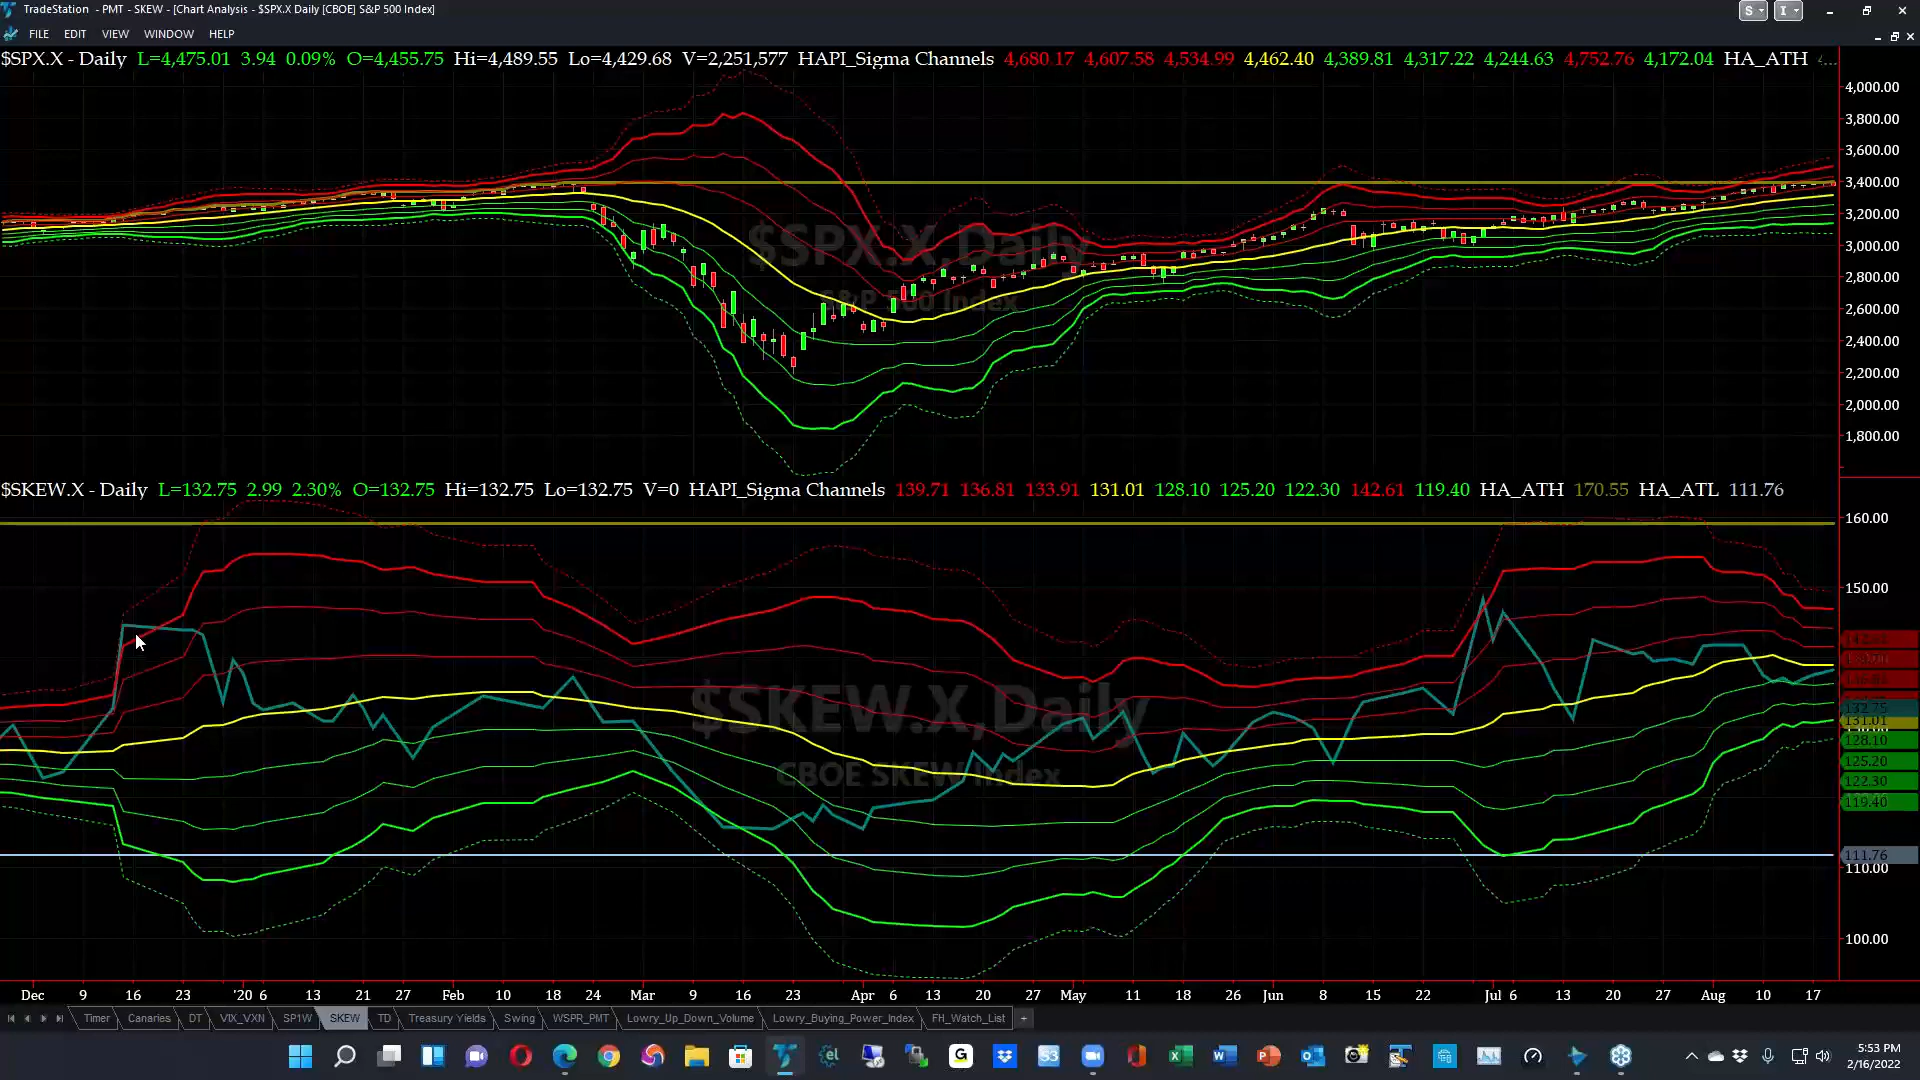 TradeStation - PMT - SKEW - [Chart Analysis - $SPX.X Daily [CBOE] S&P 500 Index]
S I
FILE EDIT VIEW WINDOW HELP
$SPX.X - Daily L=4,475.01 3.94 0.09% O=4,455.75 Hi=4,489.55 Lo=4,429.68 V=2,251,577 HAPI_Sigma Channels 4,680.17 4,607.58 4,534.99 4,462.40 4,389.81 4,317.22 4,244.63 4,752.76 4,172.04 HA_ATH
4,000.00
3,800.00
3,600.00
3,400.00
3,200.00
3,000.00
2,800.00
2,600.00
2,400.00
2,200.00
2,000.00
1,800.00
$SPX.X,Daily
S&P 500 Index
$SKEW.X - Daily L=132.75 2.99 2.30% O=132.75 Hi=132.75 Lo=132.75 V=0 HAPI_Sigma Channels 139.71 136.81 133.91 131.01 128.10 125.20 122.30 142.61 119.40 HA_ATH 170.55 HA_ATL 111.76
160.00
150.00
132.75
131.01
128.10
125.20
122.30
119.40
111.76
110.00
100.00
$SKEW.X,Daily
CBOE SKEW Index
Dec 9 16 23 '20 6 13 21 27 Feb 10 18 24 Mar 9 16 23 Apr 6 13 20 27 May 11 18 26 Jun 8 15 22 Jul 6 13 20 27 Aug 10 17
Timer Canaries DT VIX_VXN SP1W SKEW TD Treasury Yields Swing WSPR_PMT Lowry_Up_Down_Volume Lowry_Buying_Power_Index FH_Watch_List +
5:53 PM
2/16/2022